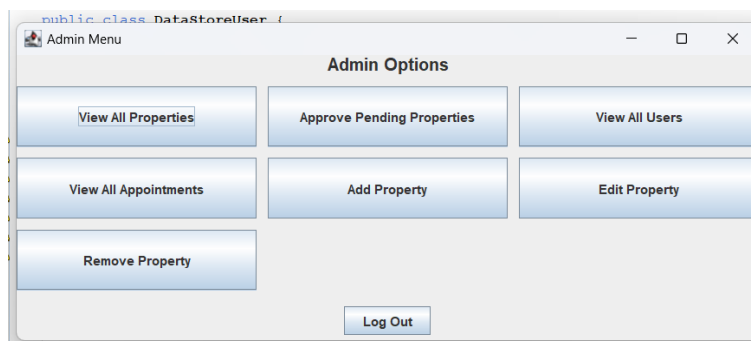 public class DataStoreUser {
Admin Menu
Admin Options
View All Properties
Approve Pending Properties
View All Users
View All Appointments
Add Property
Edit Property
Remove Property
Log Out